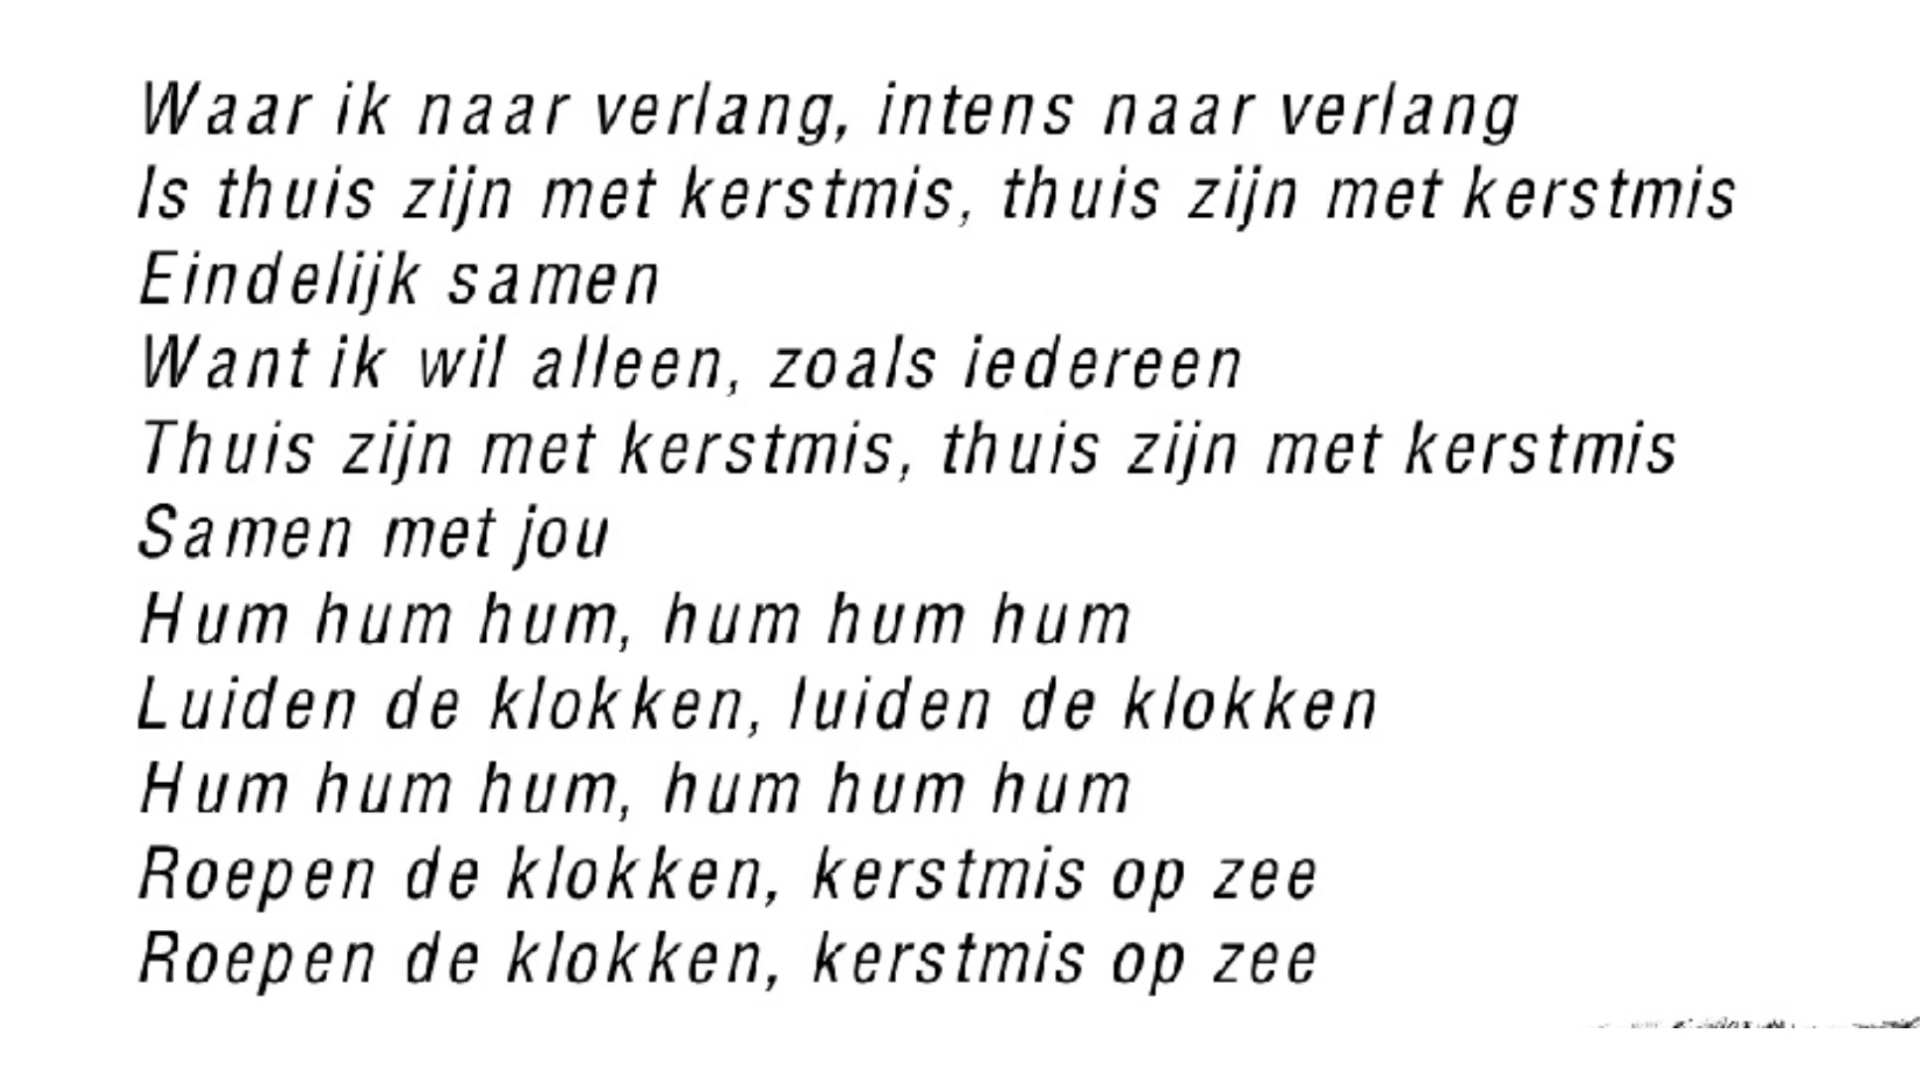 Waar ik naar verlang, intens naar verlang
Is thuis zijn met kerstmis, thuis zijn met kerstmis
Eindelijk samen
Want ik wil alleen, zoals iedereen
Thuis zijn met kerstmis, thuis zijn met kerstmis
Samen met jou
Hum hum hum, hum hum hum
Luiden de klokken, luiden de klokken
Hum hum hum, hum hum hum
Roepen de klokken, kerstmis op zee
Roepen de klokken, kerstmis op zee